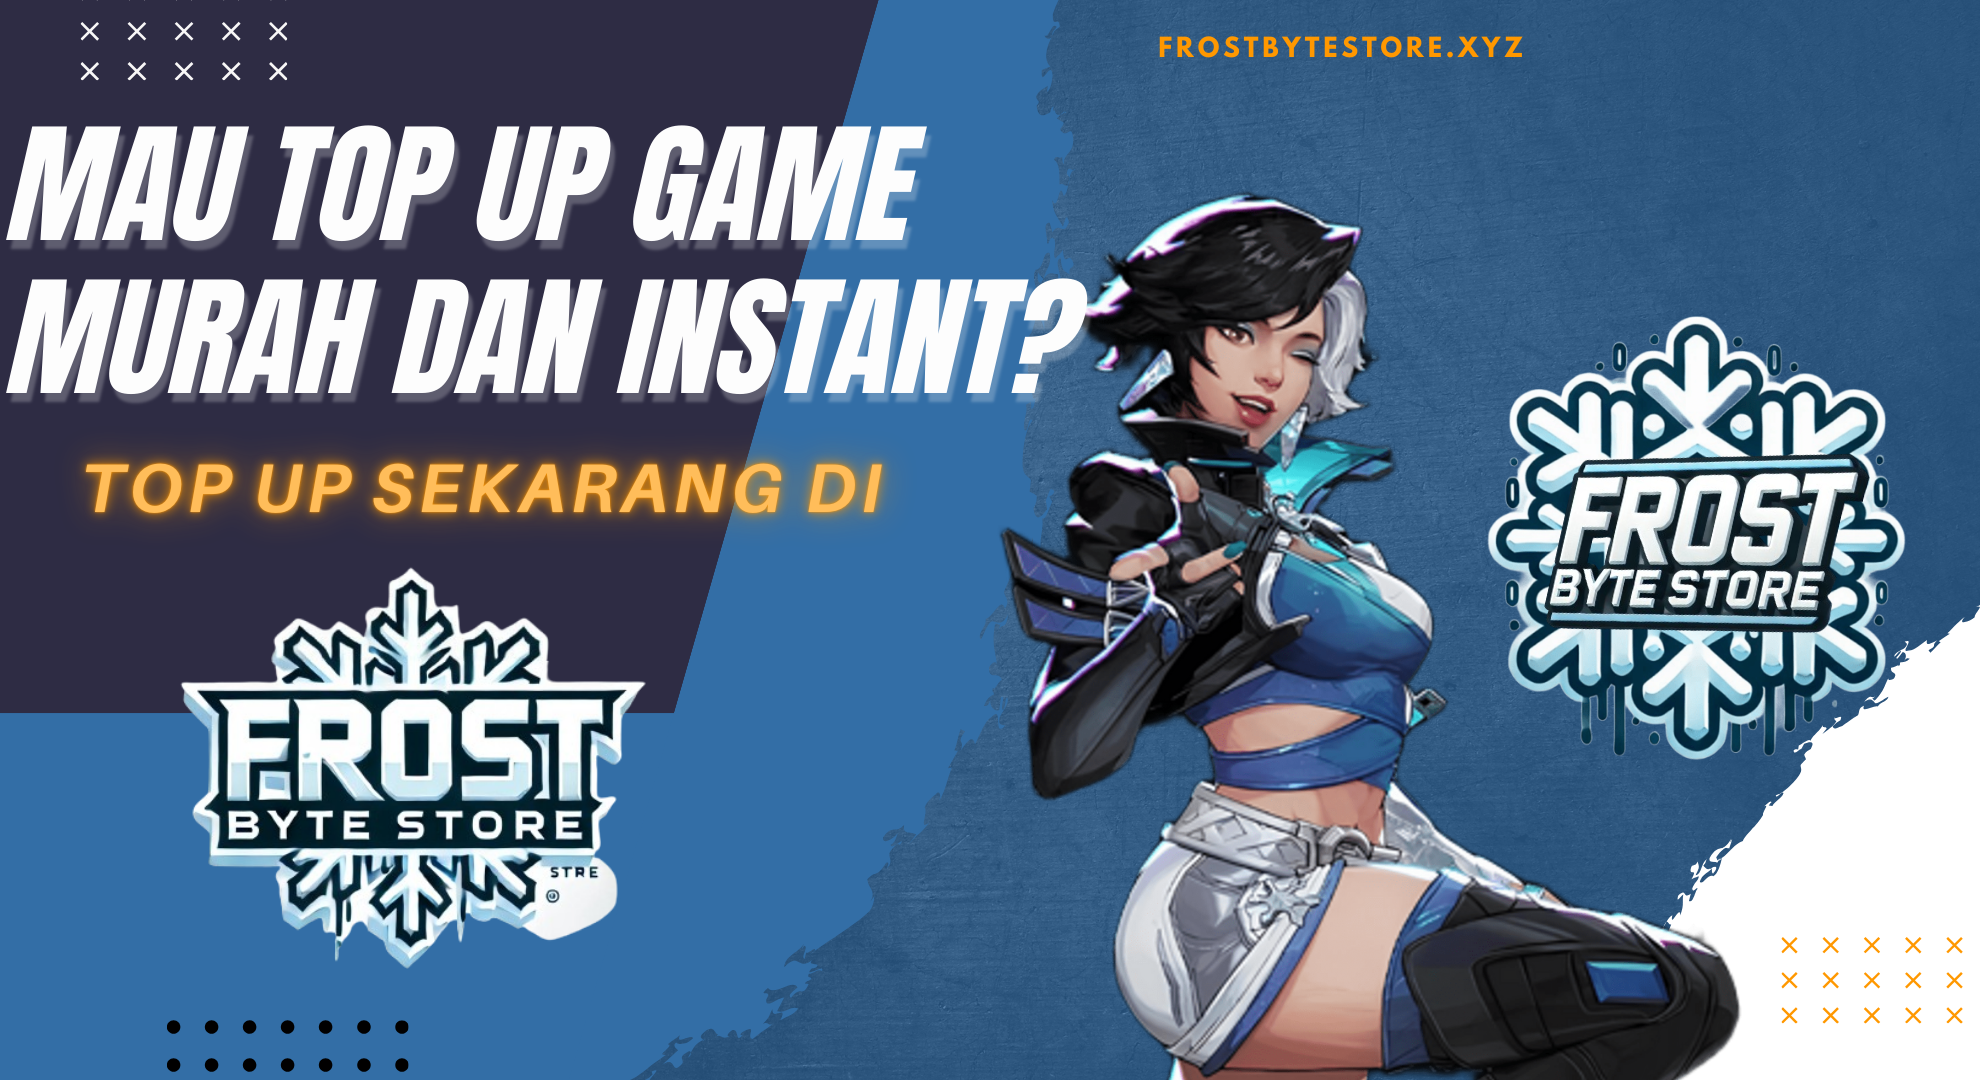 FROSTBYTESTORE.XYZ
MAU TOP UP GAME
MURAH DAN INSTANT?
TOP UP SEKARANG DI
FROST
BYTE STORE
STRE
FROST
BYTE STORE